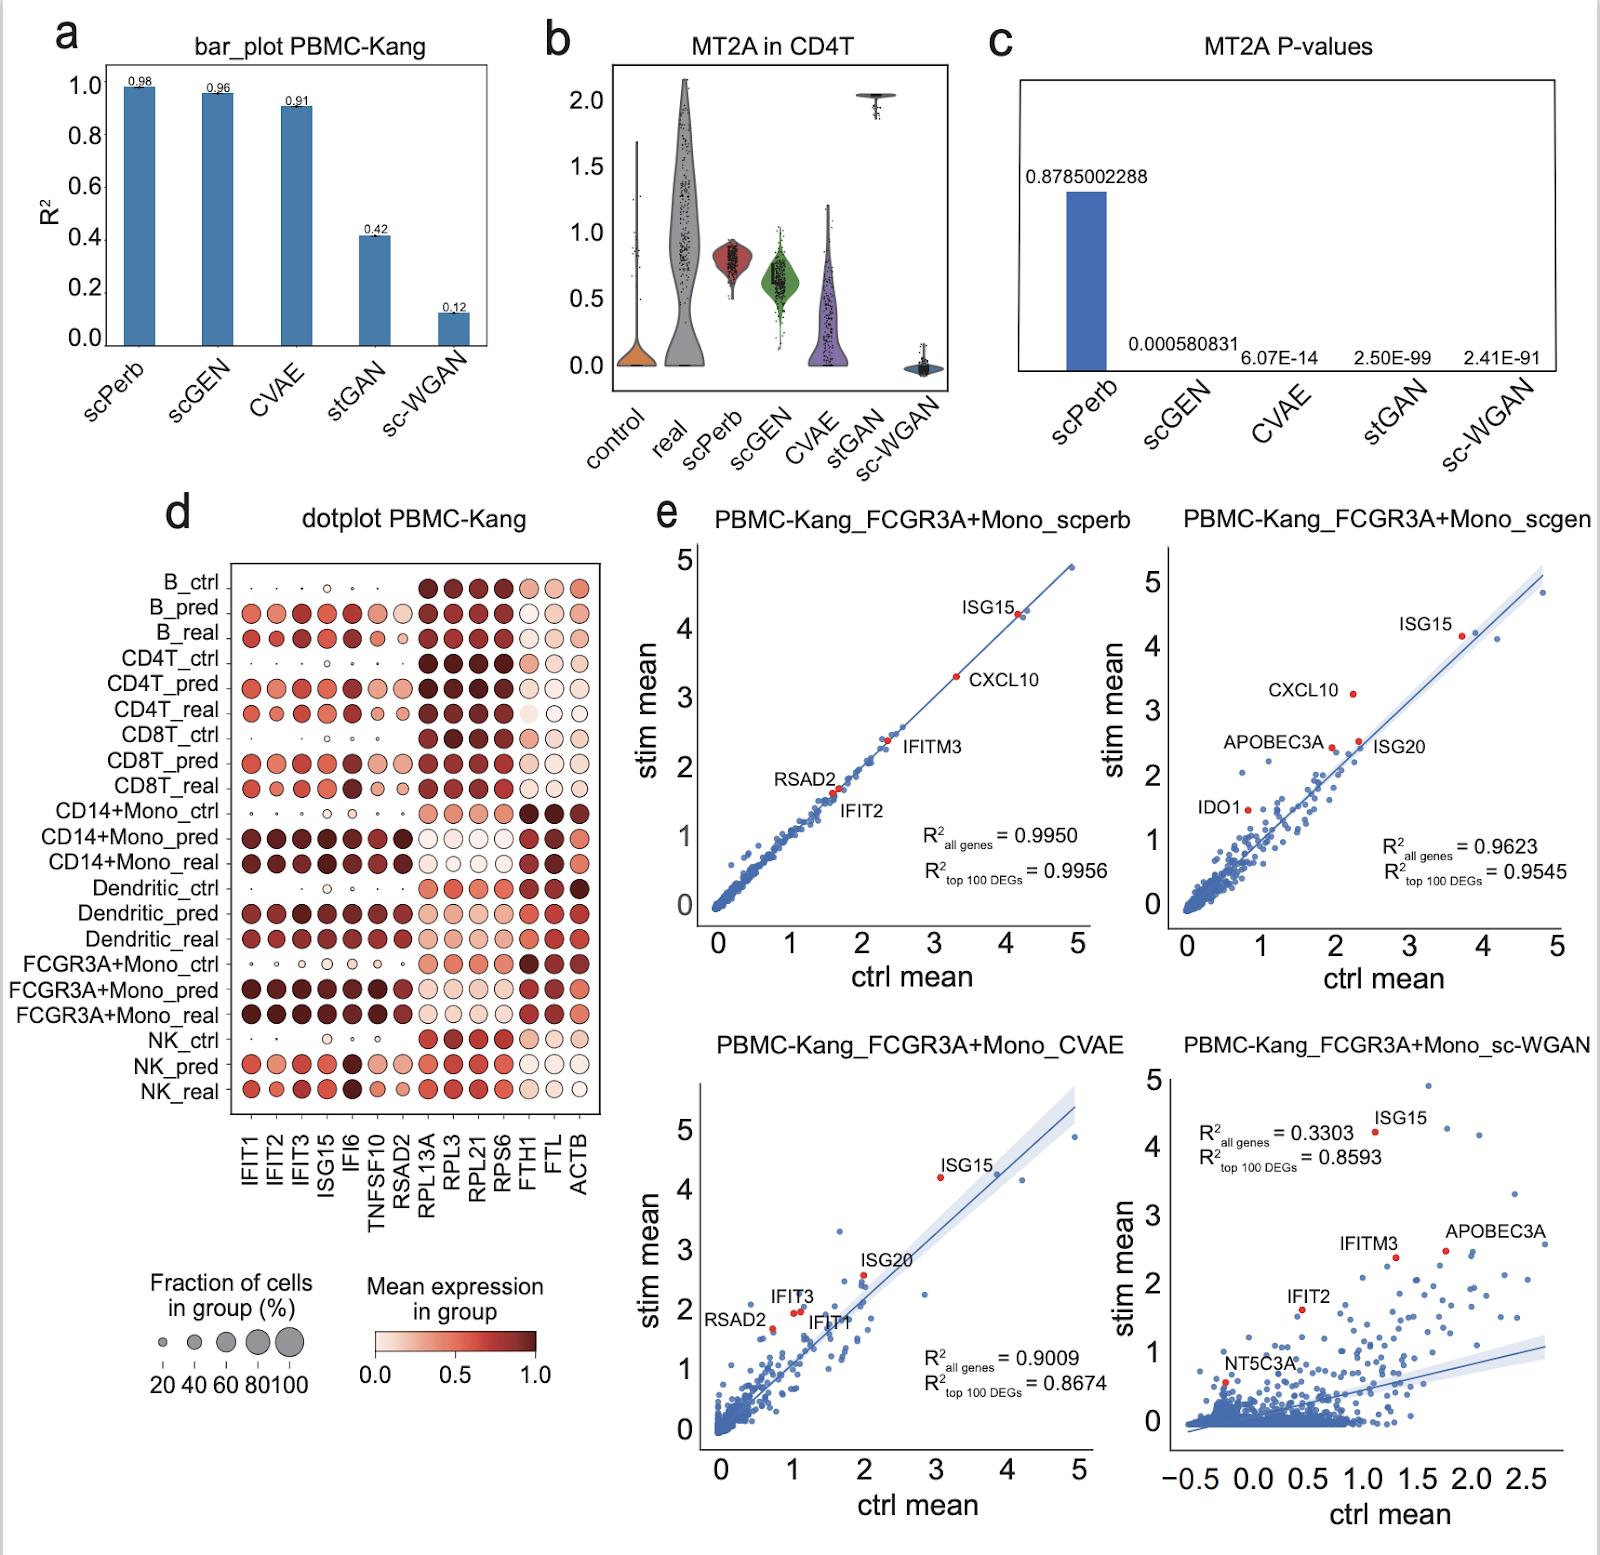 a
bar_plot PBMC-Kang
1.0
0.8
0.6
0.4
0.2
0.0
R²
0.98
0.96
0.91
0.42
0.12
scPerb
scGEN
CVAE
stGAN
sc-WGAN
b
MT2A in CD4T
2.0
1.5
1.0
0.5
0.0
control
real
scPerb
scGEN
CVAE
stGAN
sc-WGAN
c
MT2A P-values
0.8785002288
0.000580831
6.07E-14
2.50E-99
2.41E-91
scPerb
scGEN
CVAE
stGAN
sc-WGAN
d
dotplot PBMC-Kang
B_ctrl
B_pred
B_real
CD4T_ctrl
CD4T_pred
CD4T_real
CD8T_ctrl
CD8T_pred
CD8T_real
CD14+Mono_ctrl
CD14+Mono_pred
CD14+Mono_real
Dendritic_ctrl
Dendritic_pred
Dendritic_real
FCGR3A+Mono_ctrl
FCGR3A+Mono_pred
FCGR3A+Mono_real
NK_ctrl
NK_pred
NK_real
IFIT1
IFIT2
IFIT3
ISG15
IFI6
TNFSF10
RSAD2
RPL13A
RPL3
RPL21
RPS6
FTH1
FTL
ACTB
Fraction of cells
in group (%)
20 40 60 80100
Mean expression
in group
0.0 0.5 1.0
e
PBMC-Kang_FCGR3A+Mono_scperb
5
4
3
2
1
0
stim mean
ISG15
CXCL10
IFITM3
RSAD2
IFIT2
R² all genes = 0.9950
R² top 100 DEGs = 0.9956
0 1 2 3 4 5
ctrl mean
PBMC-Kang_FCGR3A+Mono_scgen
5
4
3
2
1
0
stim mean
ISG15
CXCL10
APOBEC3A
ISG20
IDO1
R² all genes = 0.9623
R² top 100 DEGs = 0.9545
0 1 2 3 4 5
ctrl mean
PBMC-Kang_FCGR3A+Mono_CVAE
5
4
3
2
1
0
stim mean
ISG15
ISG20
IFIT3
RSAD2
IFIT1
R² all genes = 0.9009
R² top 100 DEGs = 0.8674
0 1 2 3 4 5
ctrl mean
PBMC-Kang_FCGR3A+Mono_sc-WGAN
5
4
3
2
1
0
stim mean
ISG15
R² all genes = 0.3303
R² top 100 DEGs = 0.8593
APOBEC3A
IFITM3
IFIT2
NT5C3A
−0.5 0.0 0.5 1.0 1.5 2.0 2.5
ctrl mean